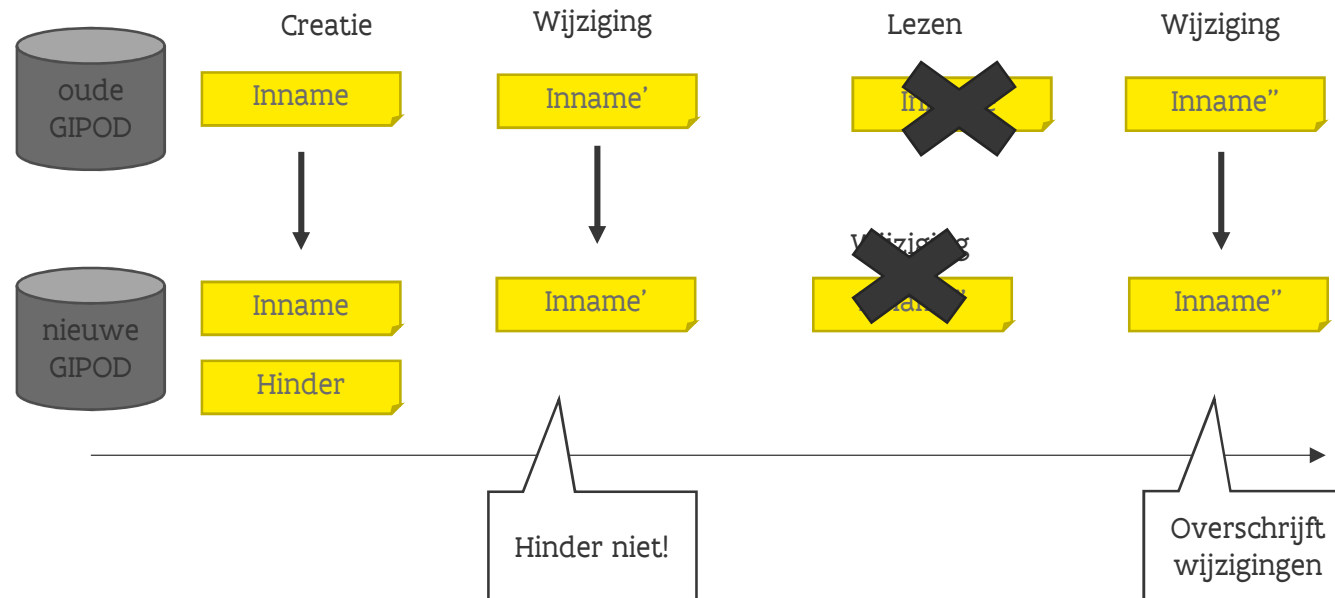 Creatie
Wijziging
Lezen
Wijziging
oude
GIPOD
Inname
Inname’
Inname”
nieuwe
GIPOD
Inname
Inname’
Inname”
Hinder
Hinder niet!
Overschrijft
wijzigingen